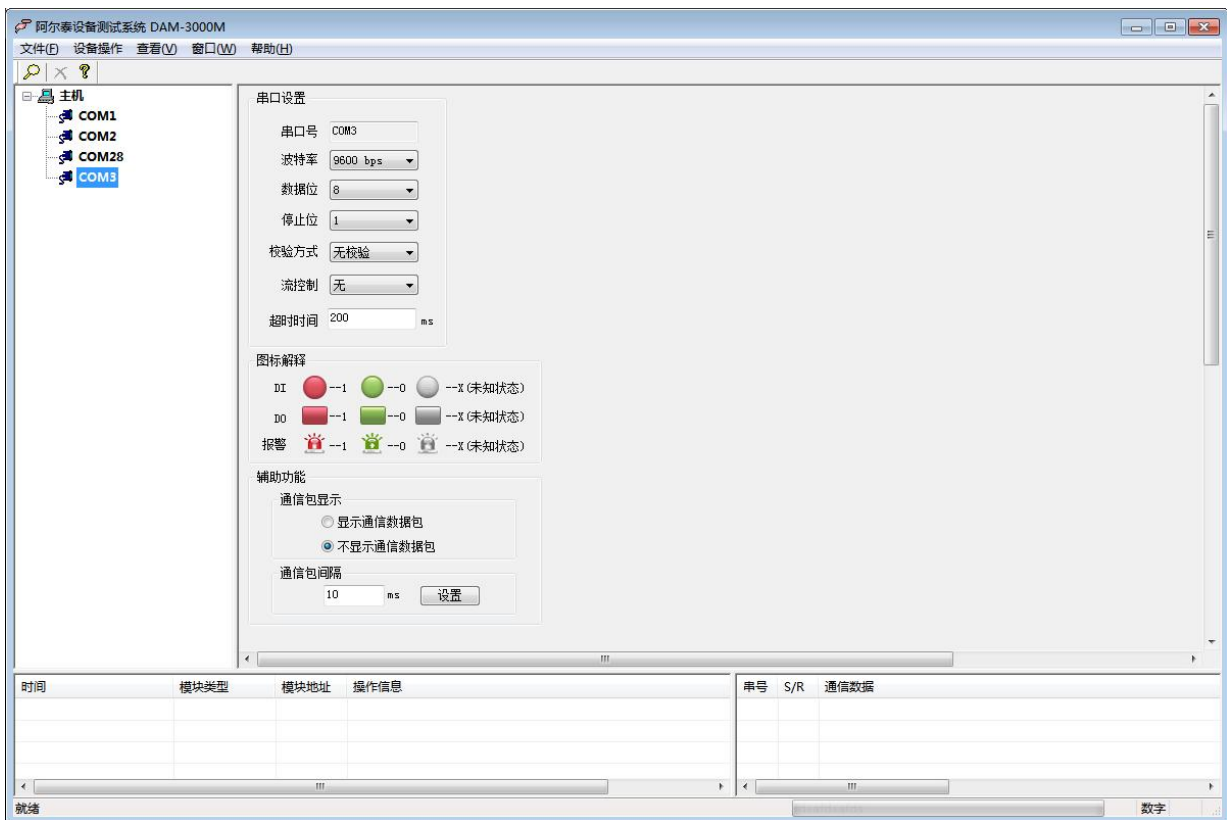 阿尔泰设备测试系统 DAM-3000M
文件(F) 设备操作 查看(V) 窗口(W) 帮助(H)
主机
COM1
COM2
COM28
COM3
串口设置
串口号 COM3
波特率 9600 bps
数据位 8
停止位 1
校验方式 无校验
流控制 无
超时时间 200 ms
图标解释
DI --1 --0 --X(未知状态)
DO --1 --0 --X(未知状态)
报警 --1 --0 --X(未知状态)
辅助功能
通信包显示
显示通信数据包
不显示通信数据包
通信包间隔
10 ms 设置
时间 模块类型 模块地址 操作信息
串号 S/R 通信数据
就绪 数字